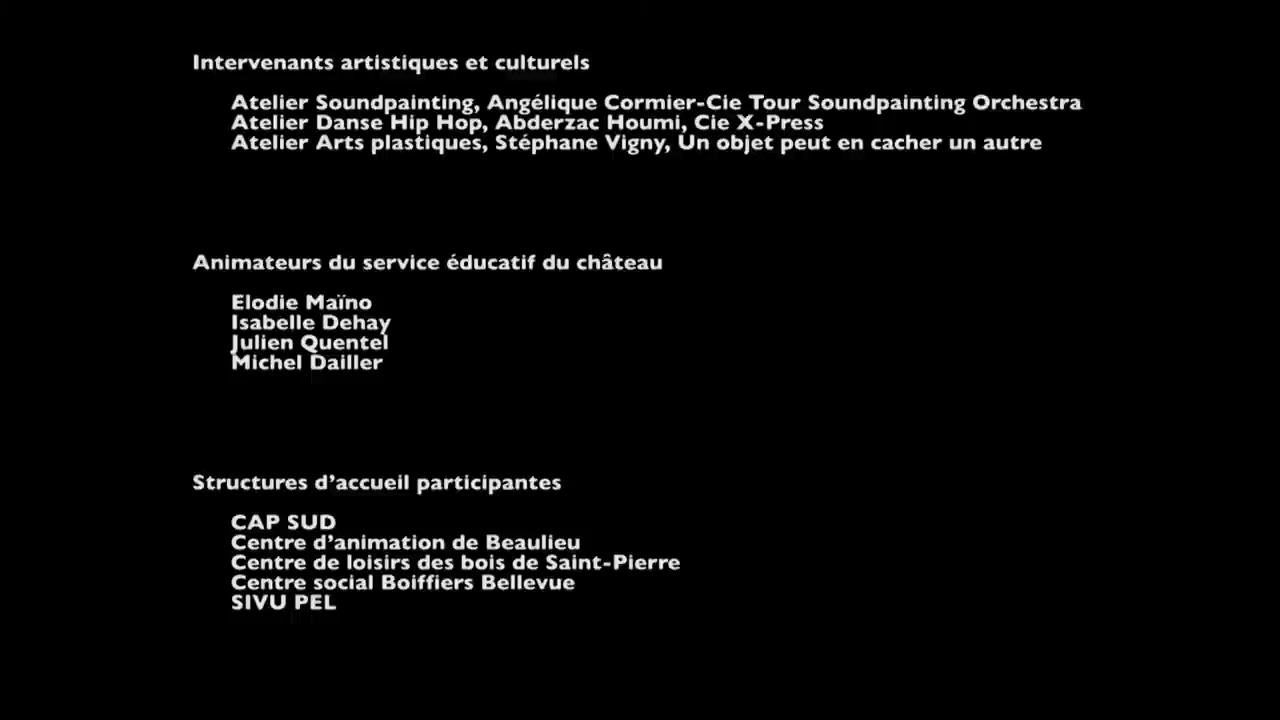 Intervenants artistiques et culturels
Atelier Soundpainting, Angélique Cormier-Cie Tour Soundpainting Orchestra
Atelier Danse Hip Hop, Abderzac Houmi, Cie X-Press
Atelier Arts plastiques, Stéphane Vigny, Un objet peut en cacher un autre
Animateurs du service éducatif du château
Elodie Maïno
Isabelle Dehay
Julien Quentel
Michel Dailler
Structures d’accueil participantes
CAP SUD
Centre d’animation de Beaulieu
Centre de loisirs des bois de Saint-Pierre
Centre social Boiffiers Bellevue
SIVU PEL